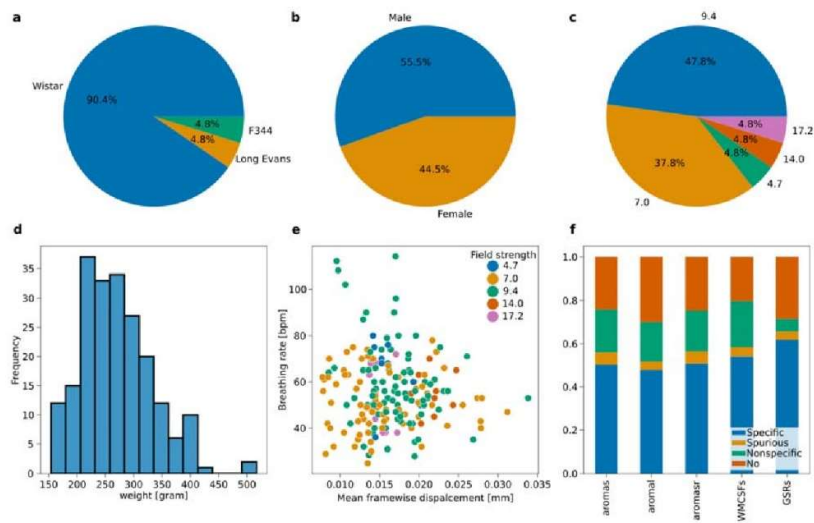 a
Wistar
90.4%
4.8%
F344
4.8%
Long Evans
b
Male
55.5%
44.5%
Female
c
9.4
47.8%
4.8%
17.2
4.8%
14.0
4.8%
4.7
37.8%
7.0
d
Frequency
35
30
25
20
15
10
5
0
150 200 250 300 350 400 450 500
weight [gram]
e
Breathing rate [bpm]
100
80
60
40
Field strength
4.7
7.0
9.4
14.0
17.2
0.010 0.015 0.020 0.025 0.030 0.035
Mean framewise dispalcement [mm]
f
1.0
0.8
0.6
0.4
0.2
0.0
Specific
Spurious
Nonspecific
No
aromas
aromal
aromasr
WMCSFs
GSRs